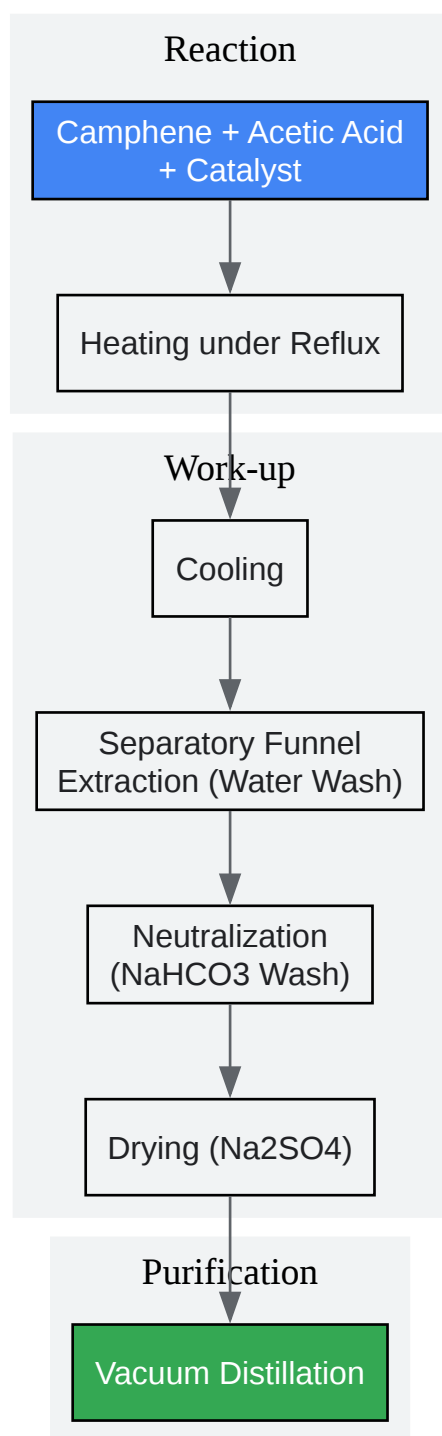 Reaction
Camphene + Acetic Acid
+ Catalyst
Heating under Reflux
Work-up
Cooling
Separatory Funnel
Extraction (Water Wash)
Neutralization
(NaHCO3 Wash)
Drying (Na2SO4)
Purification
Vacuum Distillation